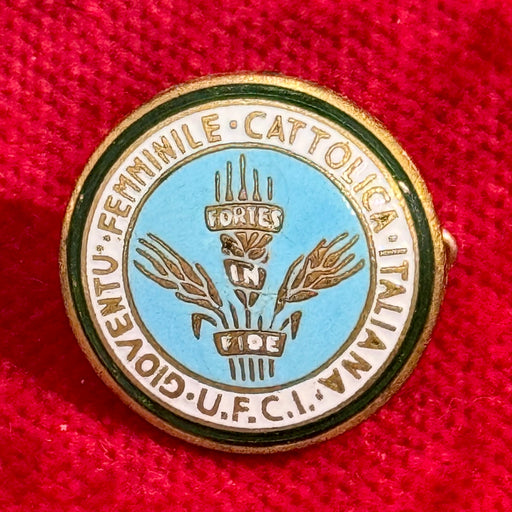 GIOVENTU · FEMMINILE · CATTOLICA · ITALIANA ·
U.F.C.I. ·
FORTES
IN
FIDE